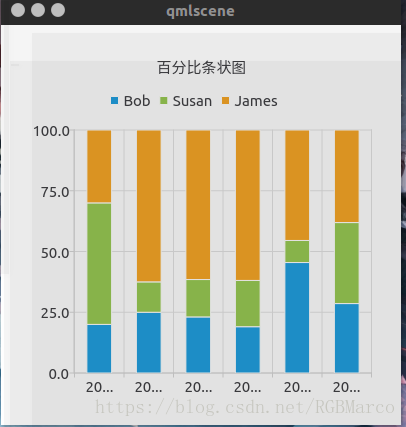 qmlscene
百分比条状图
Bob Susan James
100.0
75.0
50.0
25.0
0.0
20... 20... 20... 20... 20... 20...
https://blog.csdn.net/RGBMarco